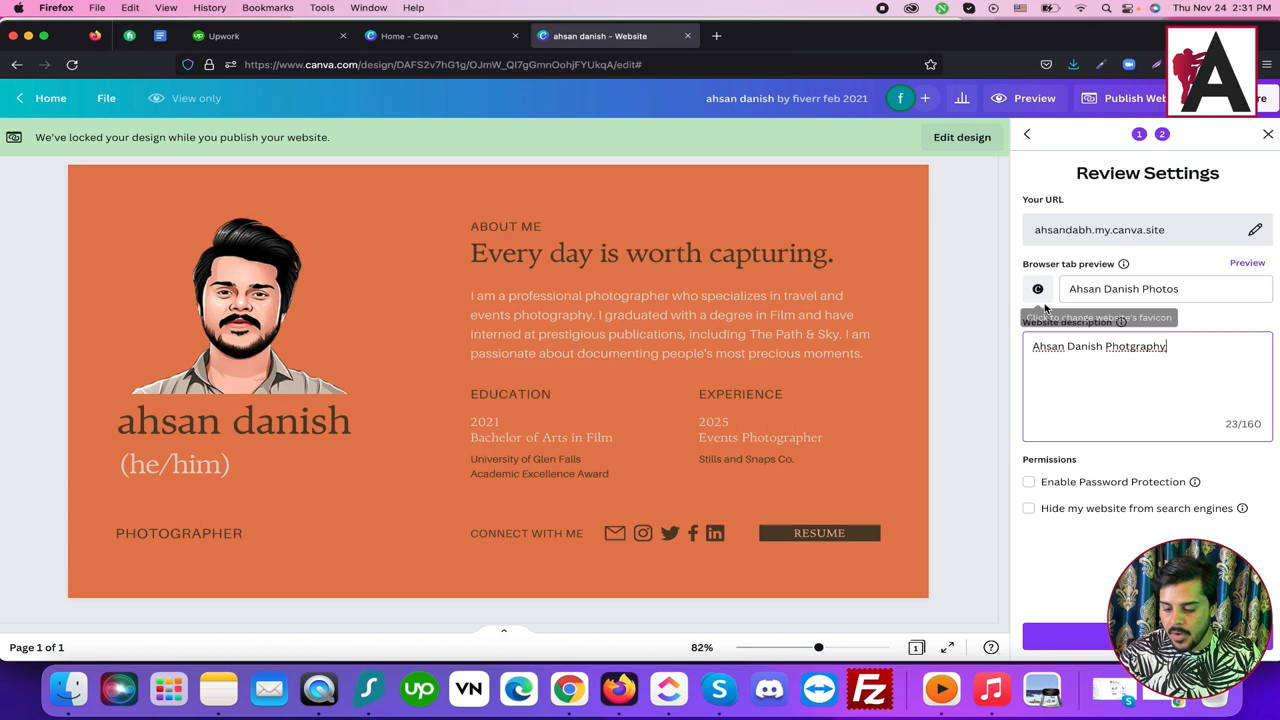 Firefox File Edit View History Bookmarks Tools Window Help Thu Nov 24 2:31 PM
Upwork Home - Canva ahsan danish – Website
https://www.canva.com/design/DAFS2v7hG1g/OJmW_QI7gGmnOohjFYUkqA/edit#
A
Home File View only ahsan danish by fiverr feb 2021 f Preview Publish Web re
We've locked your design while you publish your website. Edit design
1 2
Review Settings
Your URL
ahsandabh.my.canva.site
Browser tab preview Preview
C Ahsan Danish Photos
Click to change website's favicon
Website description
Ahsan Danish Photgraphy
23/160
Permissions
Enable Password Protection
Hide my website from search engines
ahsan danish
(he/him)
PHOTOGRAPHER
ABOUT ME
Every day is worth capturing.
I am a professional photographer who specializes in travel and
events photography. I graduated with a degree in Film and have
interned at prestigious publications, including The Path & Sky. I am
passionate about documenting people's most precious moments.
EDUCATION
2021
Bachelor of Arts in Film
University of Glen Falls
Academic Excellence Award
EXPERIENCE
2025
Events Photographer
Stills and Snaps Co.
CONNECT WITH ME RESUME
Page 1 of 1 82% 1
up VN S Fz